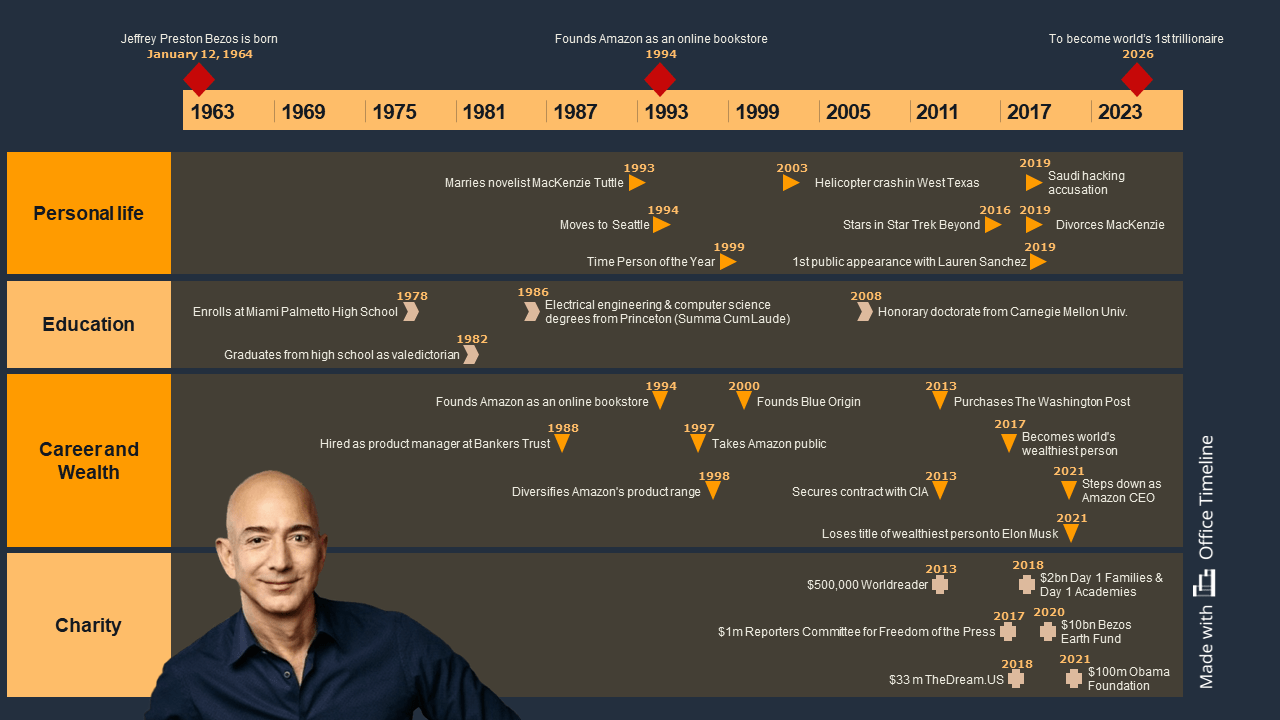 Jeffrey Preston Bezos is born
January 12, 1964
Founds Amazon as an online bookstore
1994
To become world's 1st trillionaire
2026
1963 1969 1975 1981 1987 1993 1999 2005 2011 2017 2023
Personal life
1993
Marries novelist MacKenzie Tuttle
2003
Helicopter crash in West Texas
2019
Saudi hacking
accusation
1994
Moves to Seattle
2016
Stars in Star Trek Beyond
2019
Divorces MacKenzie
1999
Time Person of the Year
2019
1st public appearance with Lauren Sanchez
Education
1978
Enrolls at Miami Palmetto High School
1986
Electrical engineering & computer science
degrees from Princeton (Summa Cum Laude)
2008
Honorary doctorate from Carnegie Mellon Univ.
1982
Graduates from high school as valedictorian
Career and
Wealth
1994
Founds Amazon as an online bookstore
2000
Founds Blue Origin
2013
Purchases The Washington Post
1988
Hired as product manager at Bankers Trust
1997
Takes Amazon public
2017
Becomes world's
wealthiest person
1998
Diversifies Amazon's product range
2013
Secures contract with CIA
2021
Steps down as
Amazon CEO
2021
Loses title of wealthiest person to Elon Musk
Charity
2013
$500,000 Worldreader
2018
$2bn Day 1 Families &
Day 1 Academies
2017
$1m Reporters Committee for Freedom of the Press
2020
$10bn Bezos
Earth Fund
2018
$33 m TheDream.US
2021
$100m Obama
Foundation
Made with Office Timeline